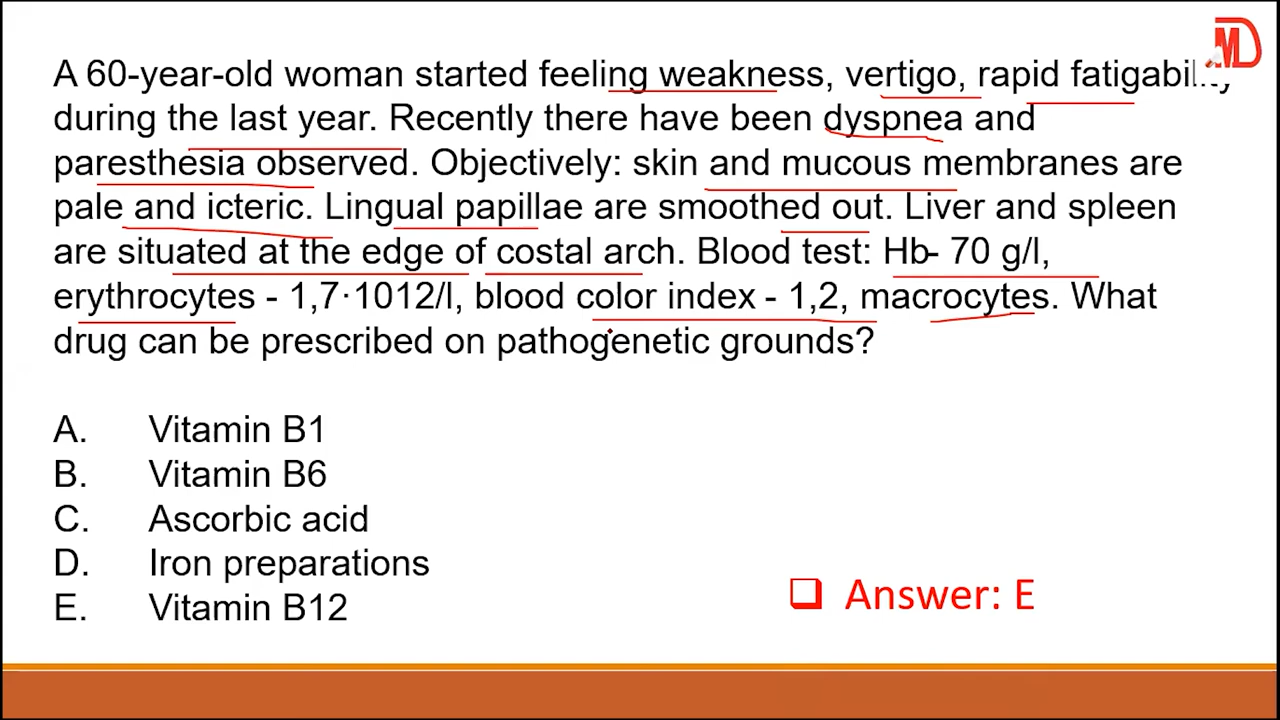 A 60-year-old woman started feeling weakness, vertigo, rapid fatigability
during the last year. Recently there have been dyspnea and
paresthesia observed. Objectively: skin and mucous membranes are
pale and icteric. Lingual papillae are smoothed out. Liver and spleen
are situated at the edge of costal arch. Blood test: Hb- 70 g/l,
erythrocytes - 1,7·1012/l, blood color index - 1,2, macrocytes. What
drug can be prescribed on pathogenetic grounds?
A. Vitamin B1
B. Vitamin B6
C. Ascorbic acid
D. Iron preparations
E. Vitamin B12
Answer: E